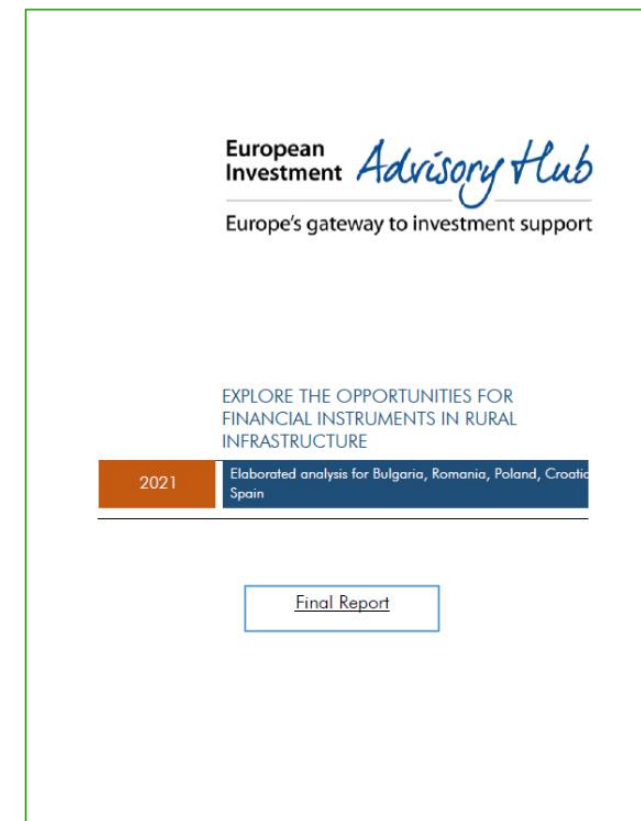 European
Investment Advisory Hub
Europe's gateway to investment support
EXPLORE THE OPPORTUNITIES FOR
FINANCIAL INSTRUMENTS IN RURAL
INFRASTRUCTURE
2021
Elaborated analysis for Bulgaria, Romania, Poland, Croatia
Spain
Final Report